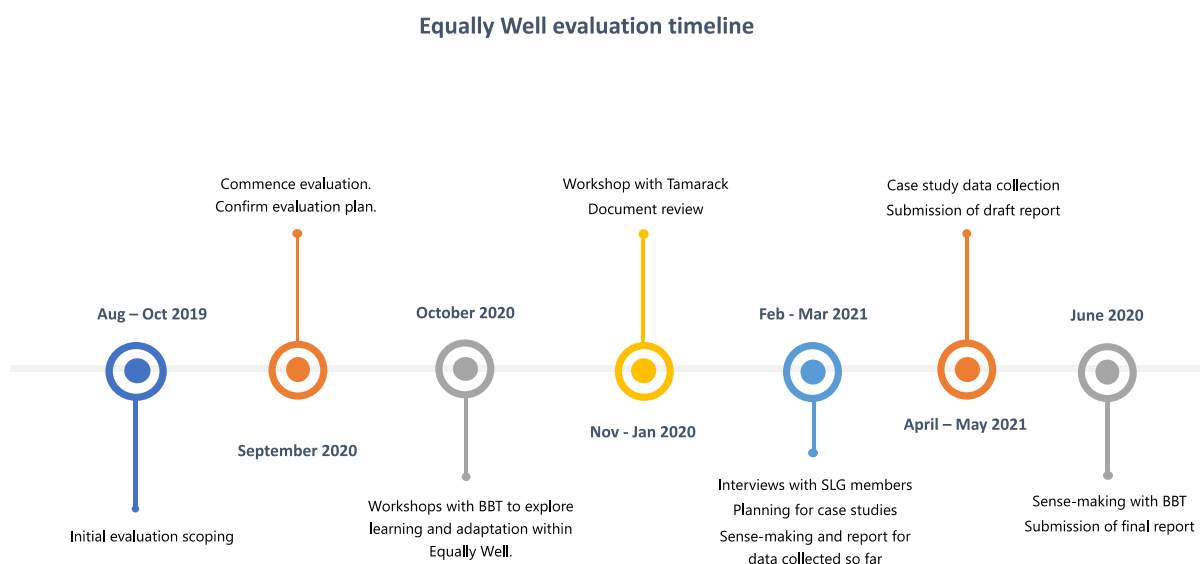 Equally Well evaluation timeline
Aug – Oct 2019
Initial evaluation scoping
Commence evaluation.
Confirm evaluation plan.
September 2020
October 2020
Workshops with BBT to explore
learning and adaptation within
Equally Well.
Workshop with Tamarack
Document review
Nov - Jan 2020
Feb - Mar 2021
Interviews with SLG members
Planning for case studies
Sense-making and report for
data collected so far
Case study data collection
Submission of draft report
April – May 2021
June 2020
Sense-making with BBT
Submission of final report